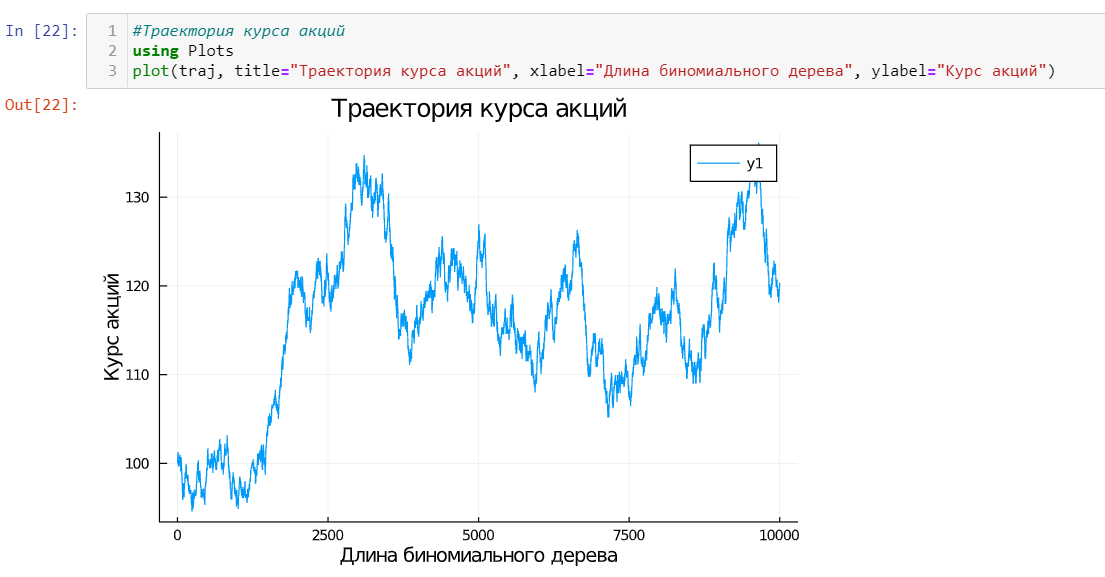 In [22]:
1 #Траектория курса акций
2 using Plots
3 plot(traj, title="Траектория курса акций", xlabel="Длина биномиального дерева", ylabel="Курс акций")
Out[22]:
Траектория курса акций
y1
130
120
110
100
Курс акций
0 2500 5000 7500 10000
Длина биномиального дерева